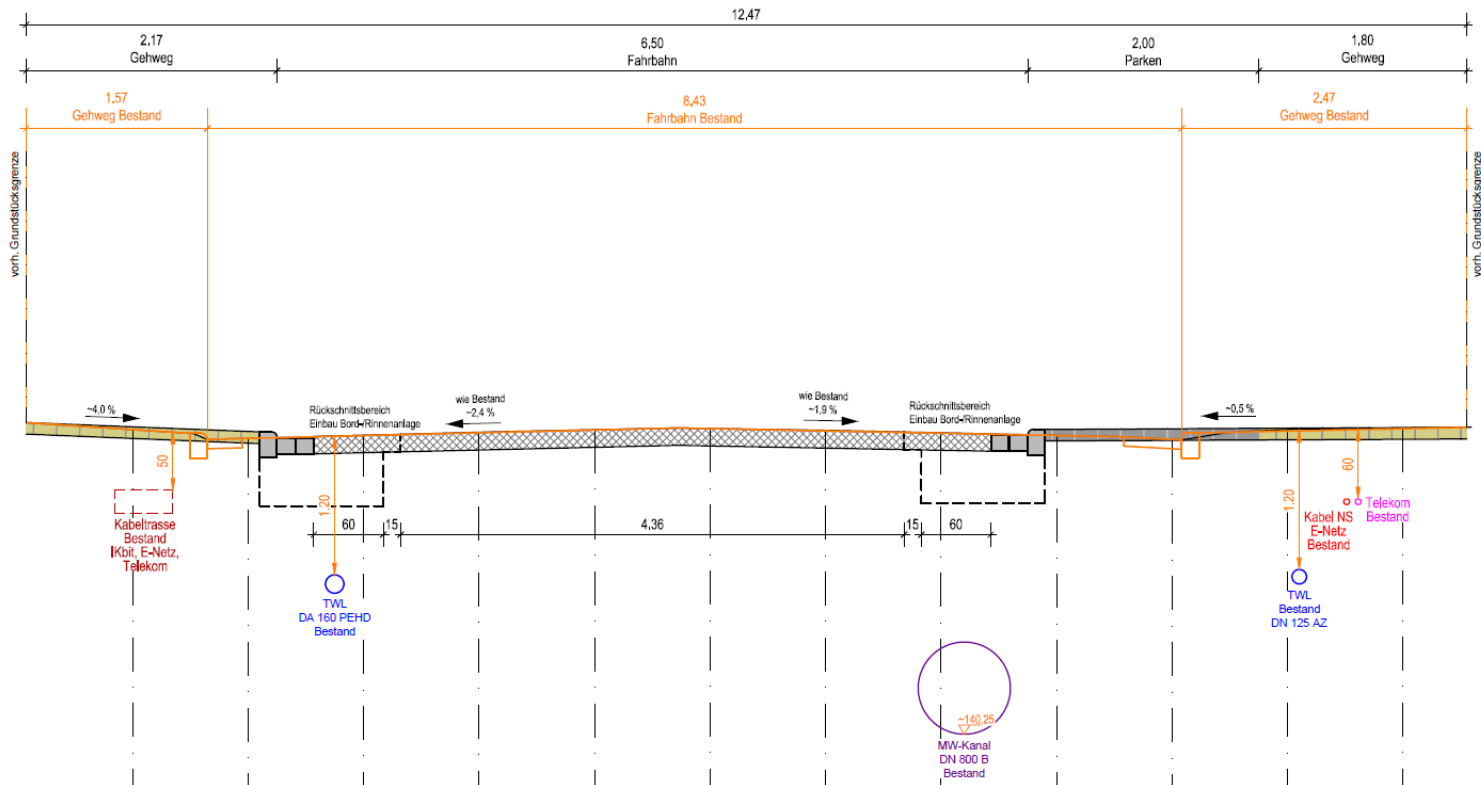 12,47
2,17
Gehweg
6,50
Fahrbahn
2,00
Parken
1,80
Gehweg
1,57
Gehweg Bestand
8,43
Fahrbahn Bestand
2,47
Gehweg Bestand
vorh. Grundstücksgrenze
vorh. Grundstücksgrenze
~4,0 %
Rückschnittsbereich
Einbau Bord-/Rinnenanlage
wie Bestand
~2,4 %
wie Bestand
~1,9 %
Rückschnittsbereich
Einbau Bord-/Rinnenanlage
~0,5 %
50
1,20
60
15
4,36
15
60
1,20
60
Kabeltrasse
Bestand
IKbit, E-Netz,
Telekom
TWL
DA 160 PEHD
Bestand
~140,25
MW-Kanal
DN 800 B
Bestand
TWL
Bestand
DN 125 AZ
Kabel NS
E-Netz
Bestand
Telekom
Bestand